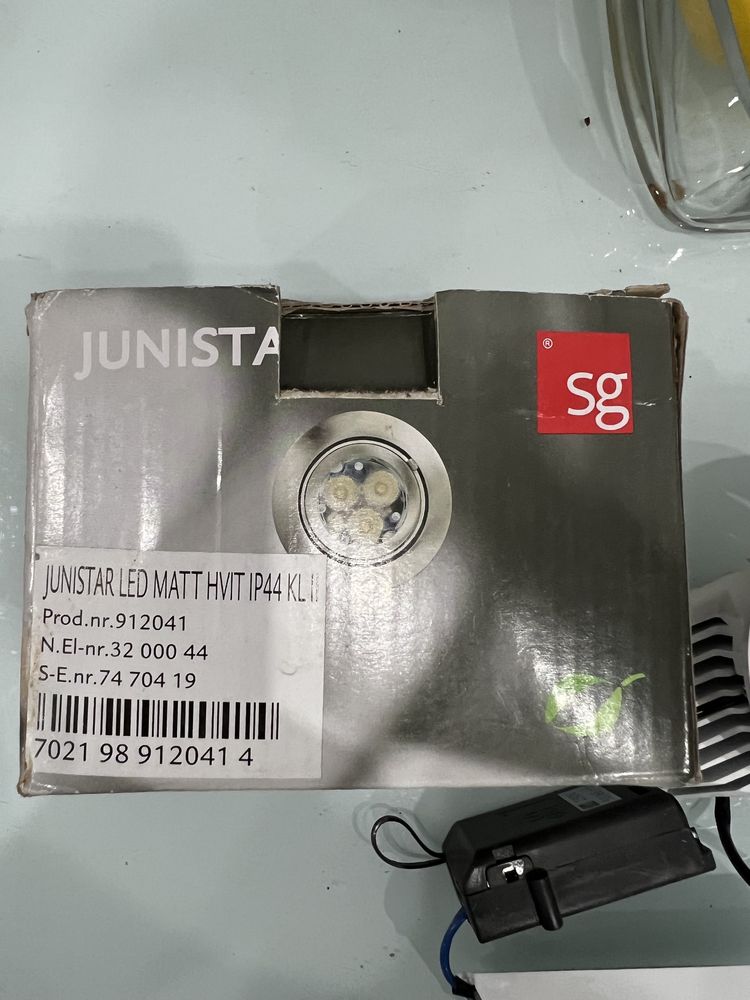 JUNISTA
®
sg
JUNISTAR LED MATT HVIT IP44 KL II
Prod.nr.912041
N.El-nr.32 000 44
S-E.nr.74 704 19
7021 98 912041 4